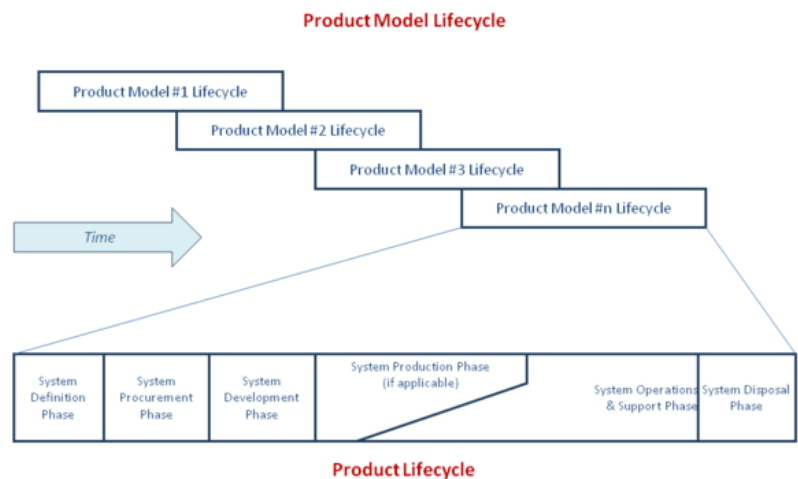 Product Model Lifecycle
Product Model #1 Lifecycle
Product Model #2 Lifecycle
Product Model #3 Lifecycle
Product Model #n Lifecycle
Time
System
Definition
Phase
System
Procurement
Phase
System
Development
Phase
System Production Phase
(if applicable)
System Operations
& Support Phase
System Disposal
Phase
Product Lifecycle